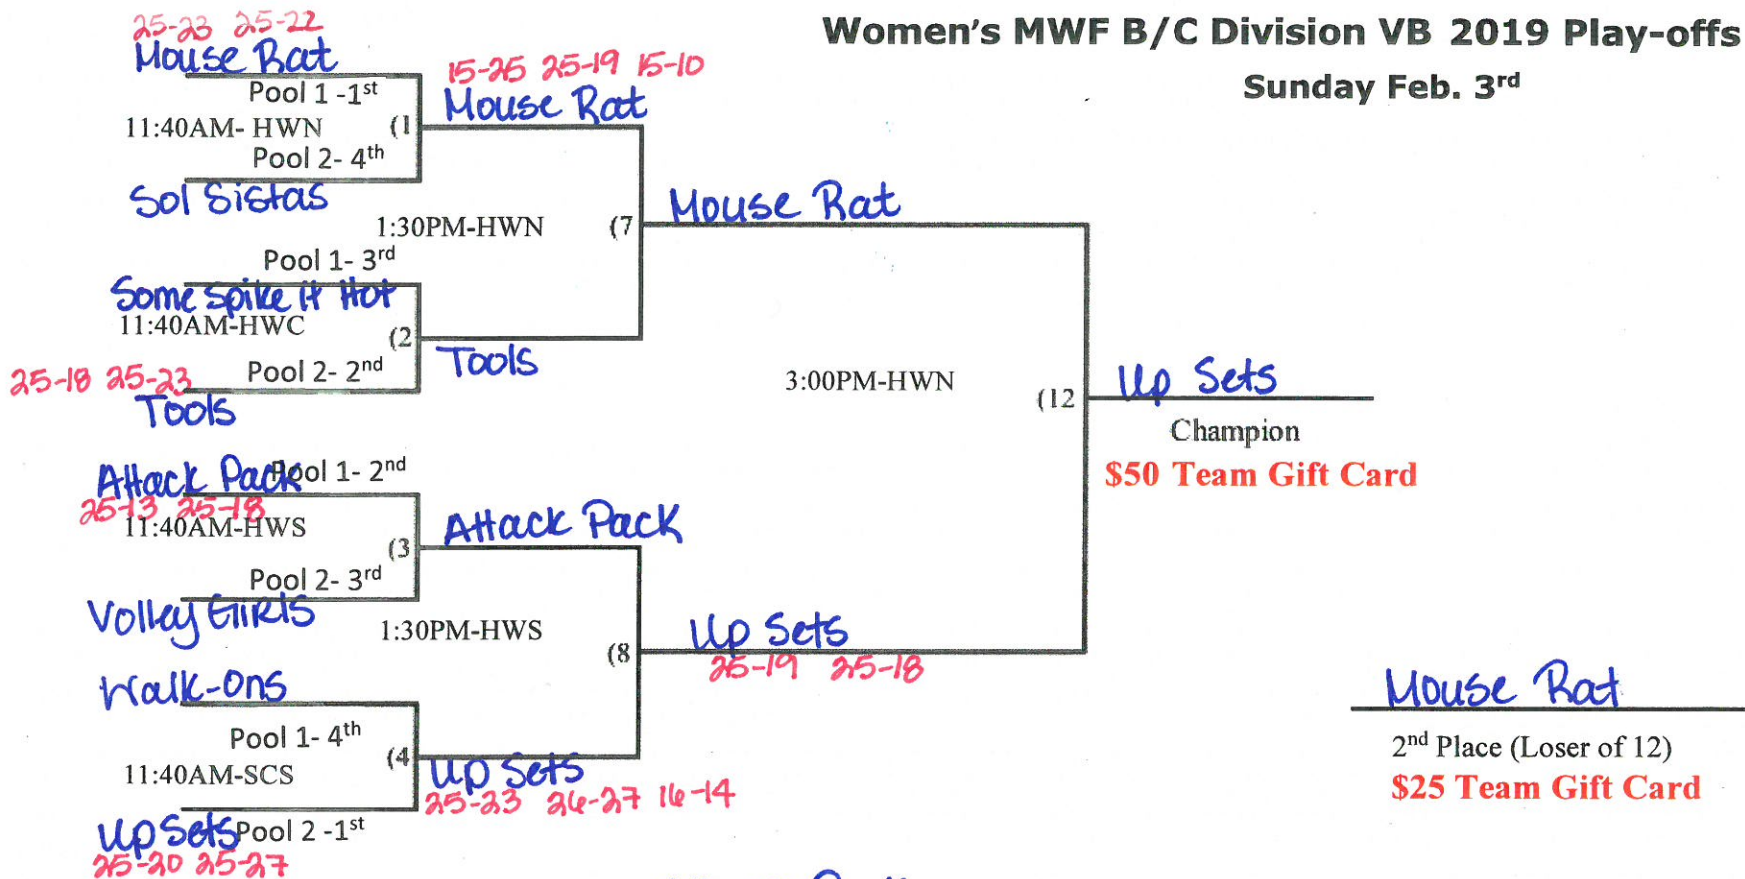 Women's MWF B/C Division VB 2019 Play-offs
Sunday Feb. 3rd
25-23 25-22
Mouse Rat
Pool 1 -1st
11:40AM- HWN (1
Pool 2- 4th
Sol Sistas
15-25 25-19 15-10
Mouse Rat
1:30PM-HWN (7
Pool 1- 3rd
Some Spike It Hot
11:40AM-HWC (2
25-18 25-23 Pool 2- 2nd
Tools
Tools
Mouse Rat
3:00PM-HWN (12
Up Sets
Champion
$50 Team Gift Card
Attack Pack Pool 1- 2nd
25-13 25-18
11:40AM-HWS (3
Pool 2- 3rd
Volley Girls
Attack Pack
1:30PM-HWS (8
Up Sets
25-19 25-18
Walk-Ons
Pool 1- 4th
11:40AM-SCS (4
Up Sets Pool 2 -1st
25-20 25-27
Up Sets
25-23 26-27 16-14
Mouse Rat
2nd Place (Loser of 12)
$25 Team Gift Card